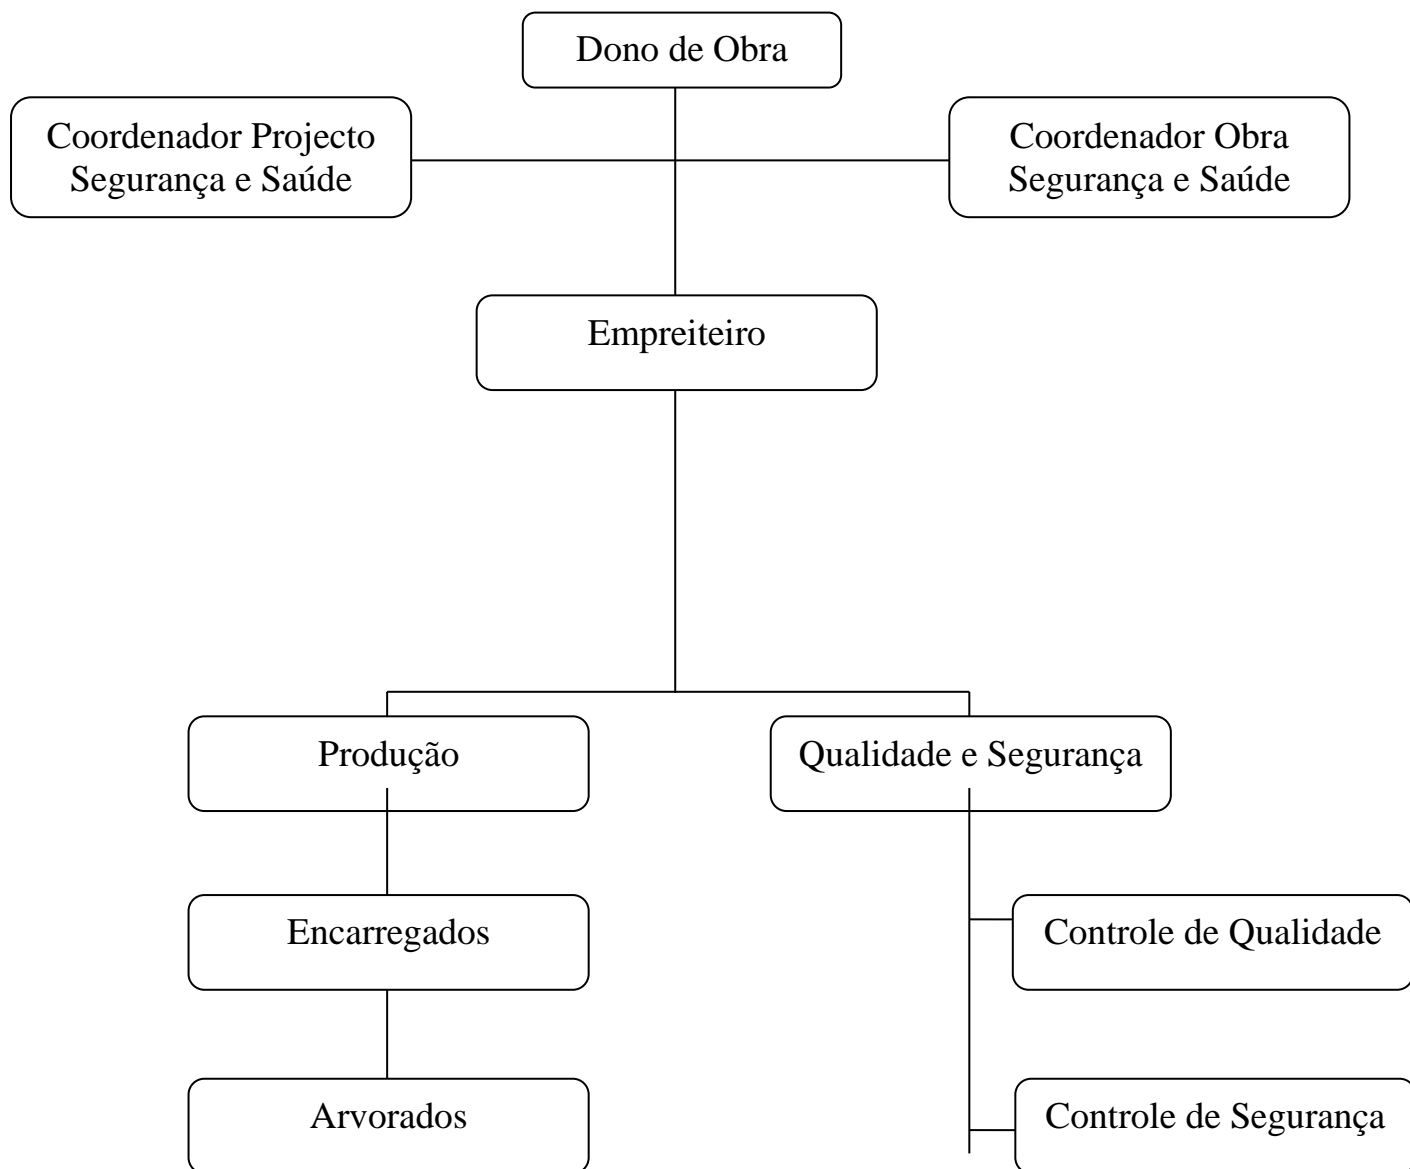 Dono de Obra
Coordenador Projecto
Segurança e Saúde
Coordenador Obra
Segurança e Saúde
Empreiteiro
Produção
Qualidade e Segurança
Encarregados
Controle de Qualidade
Arvorados
Controle de Segurança